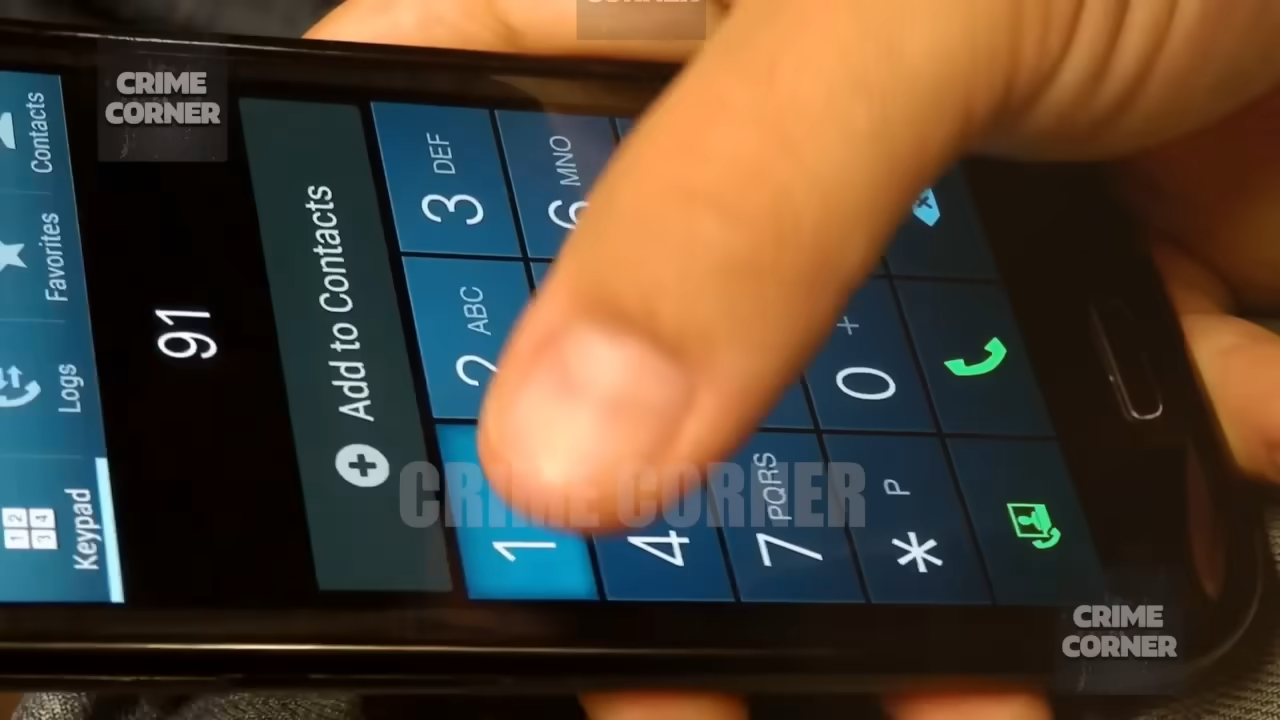 CORNER
CRIME
CORNER
Contacts
Favorites
Logs
Keypad
91
Add to Contacts
1
2 ABC
3 DEF
4
6 MNO
7 PQRS
* P
0 +
CRIME CORNER
CRIME
CORNER